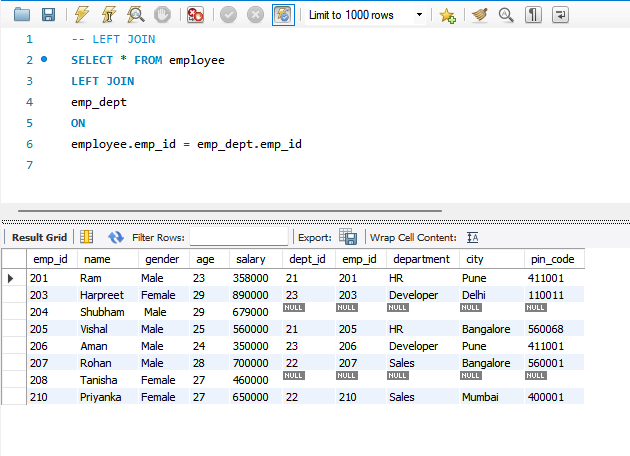 Limit to 1000 rows
1 -- LEFT JOIN
2 SELECT * FROM employee
3 LEFT JOIN
4 emp_dept
5 ON
6 employee.emp_id = emp_dept.emp_id
7
Result Grid Filter Rows: Export: Wrap Cell Content:
emp_id name gender age salary dept_id emp_id department city pin_code
201 Ram Male 23 358000 21 201 HR Pune 411001
203 Harpreet Female 29 890000 23 203 Developer Delhi 110011
204 Shubham Male 29 679000 NULL NULL NULL NULL NULL
205 Vishal Male 25 560000 21 205 HR Bangalore 560068
206 Aman Male 24 350000 23 206 Developer Pune 411001
207 Rohan Male 28 700000 22 207 Sales Bangalore 560001
208 Tanisha Female 27 460000 NULL NULL NULL NULL NULL
210 Priyanka Female 27 650000 22 210 Sales Mumbai 400001